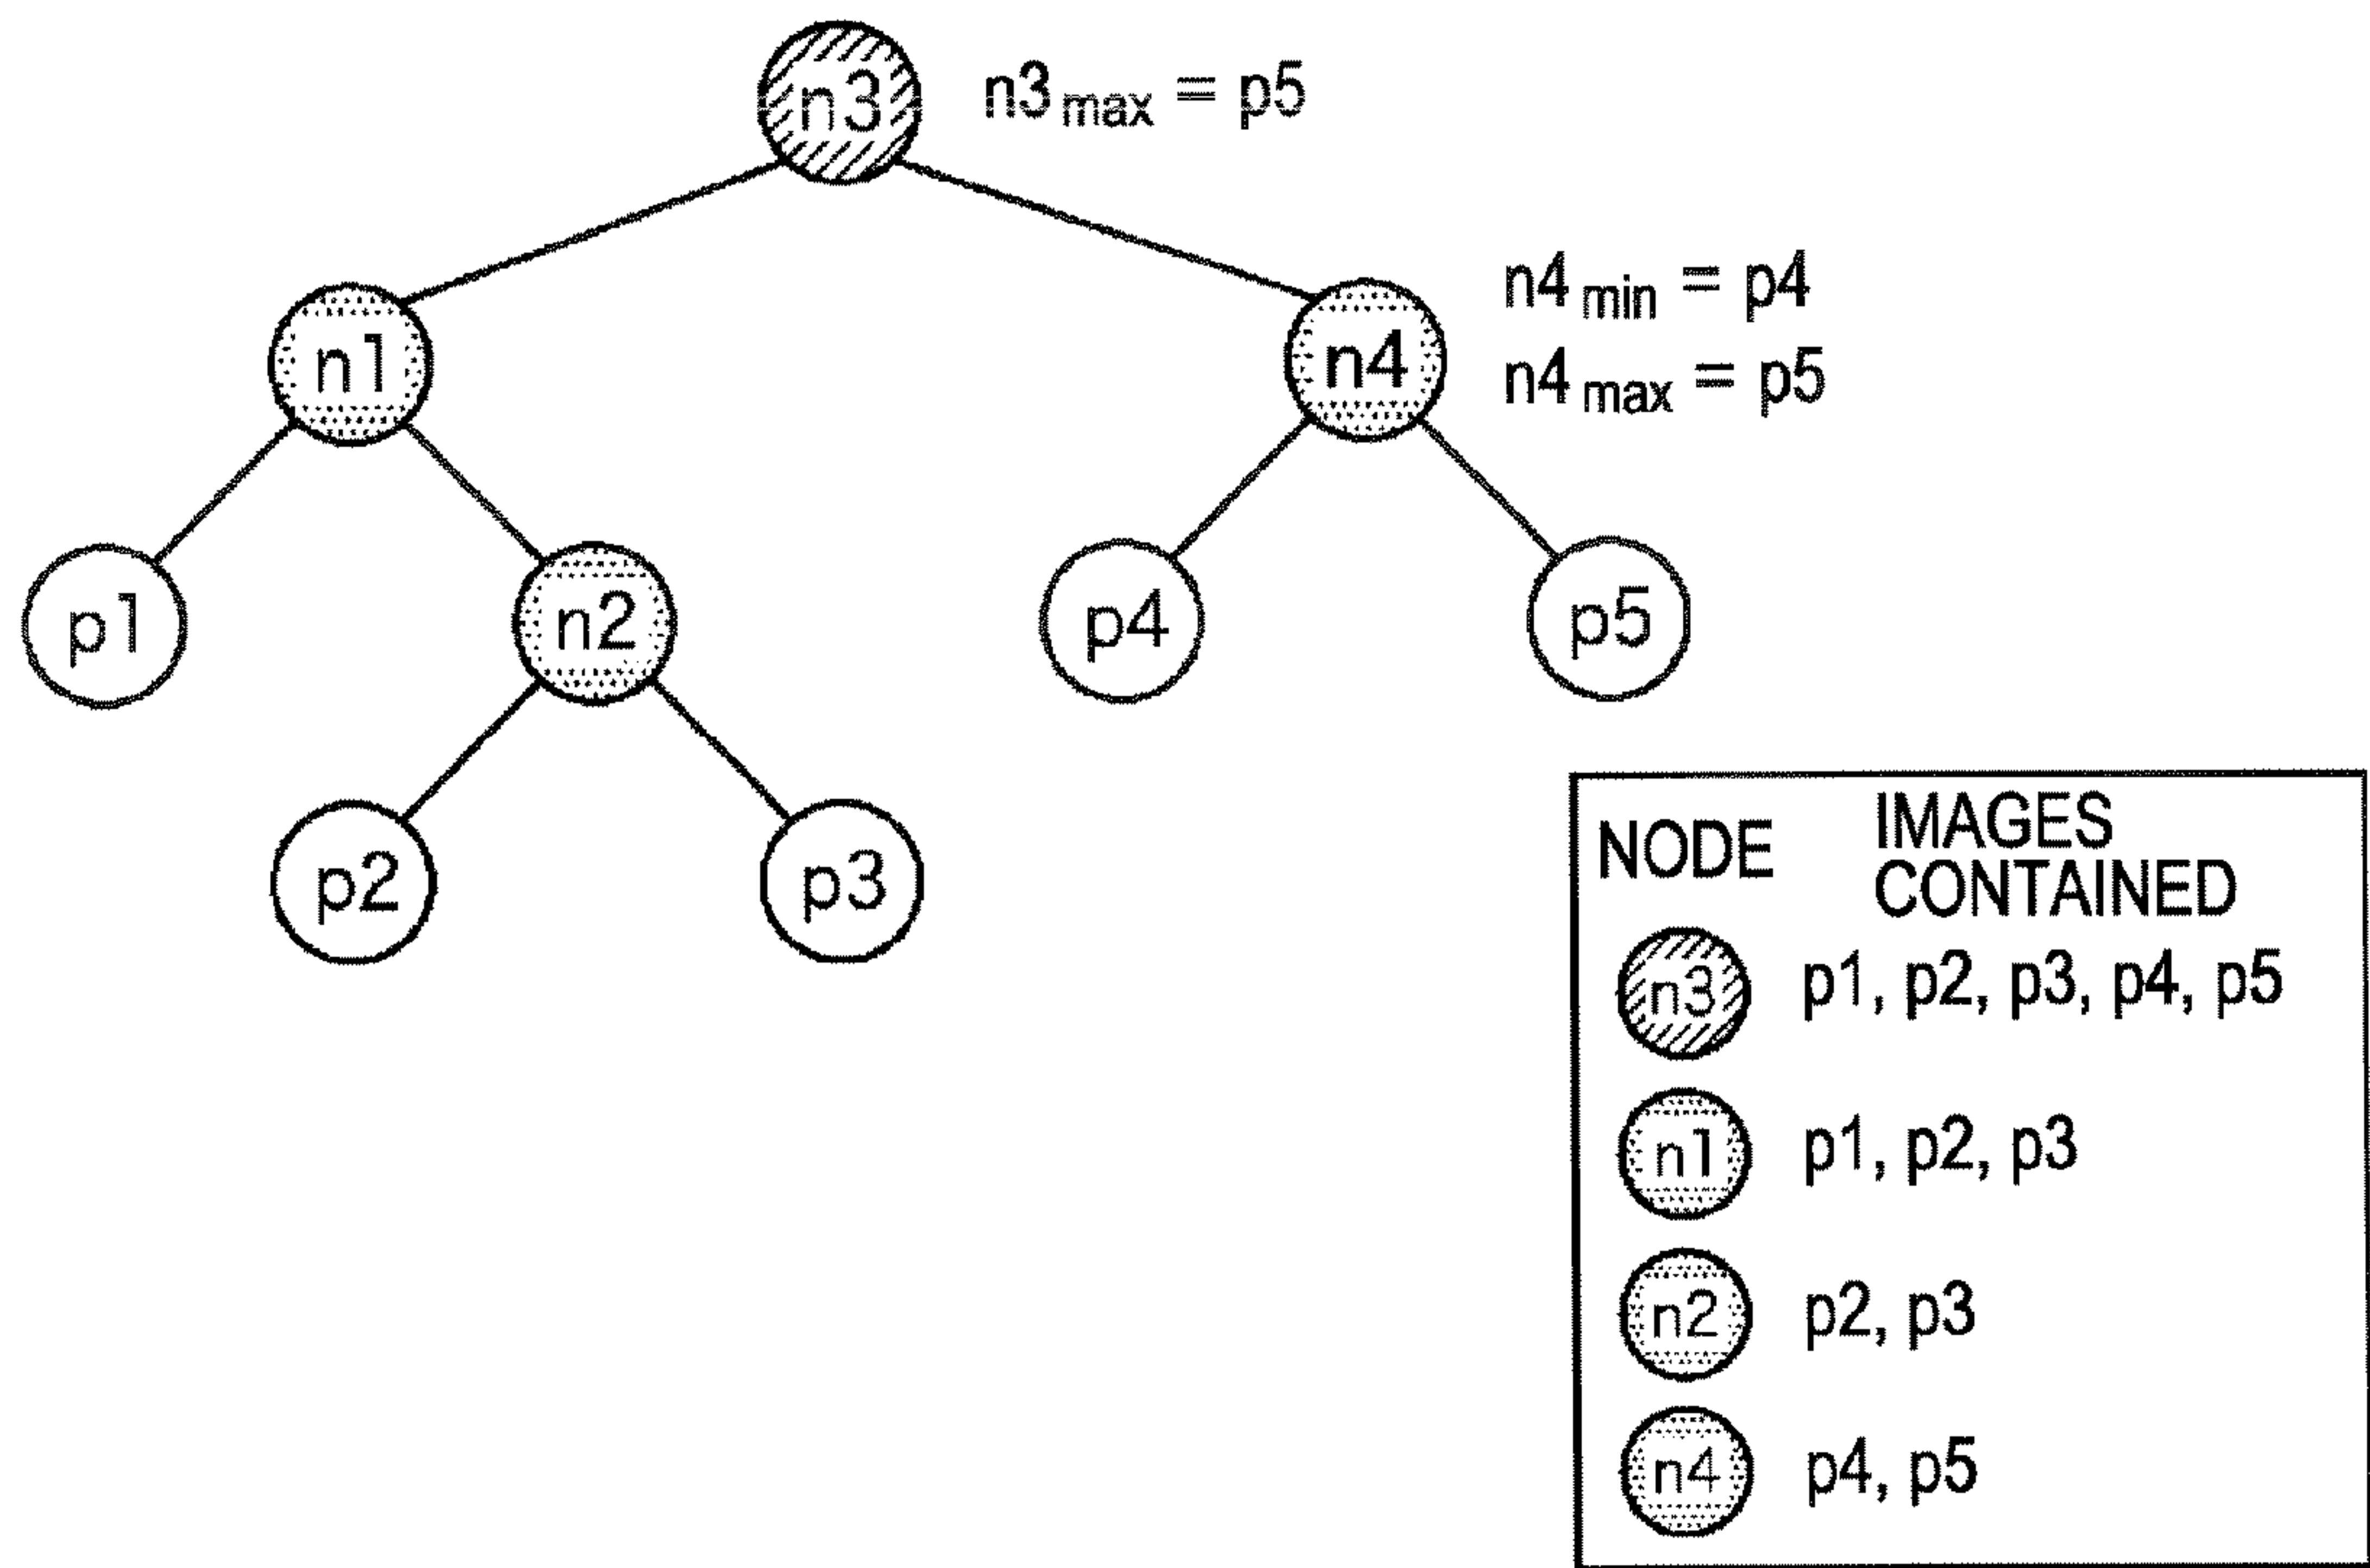 n3 n3max = p5
n1
n4 n4min = p4
n4max = p5
p1
n2
p4
p5
p2
p3
NODE IMAGES CONTAINED
n3 p1, p2, p3, p4, p5
n1 p1, p2, p3
n2 p2, p3
n4 p4, p5